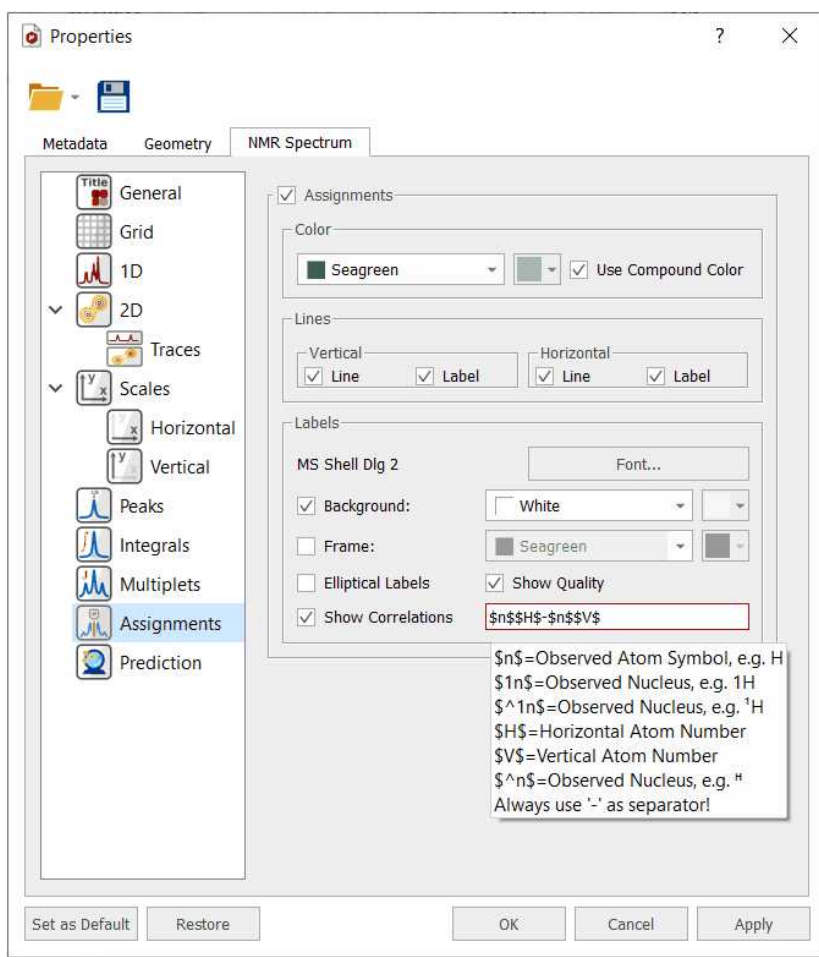 Properties
?
Metadata
Geometry
NMR Spectrum
Title
General
Grid
1D
2D
Traces
Scales
Horizontal
Vertical
Peaks
Integrals
Multiplets
Assignments
Prediction
Assignments
Color
Seagreen
Use Compound Color
Lines
Vertical
Line
Label
Horizontal
Line
Label
Labels
MS Shell Dlg 2
Font...
Background:
White
Frame:
Seagreen
Elliptical Labels
Show Quality
Show Correlations
$n$$H$-$n$$V$
$n$=Observed Atom Symbol, e.g. H
$1n$=Observed Nucleus, e.g. 1H
$^1n$=Observed Nucleus, e.g. ¹H
$H$=Horizontal Atom Number
$V$=Vertical Atom Number
$^n$=Observed Nucleus, e.g. ᴴ
Always use '-' as separator!
Set as Default
Restore
OK
Cancel
Apply